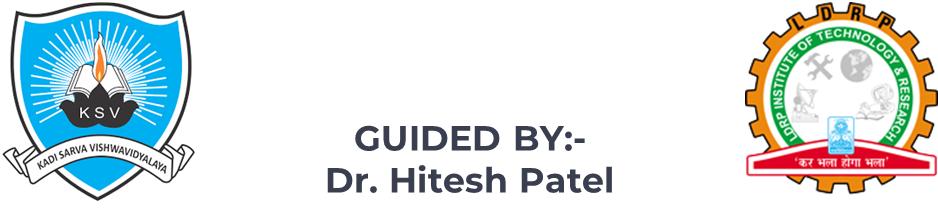 KSV
KADI SARVA VISHWAVIDYALAYA
GUIDED BY:-
Dr. Hitesh Patel
LDRP
LDRP INSTITUTE OF TECHNOLOGY & RESEARCH
'कर भला होगा भला'